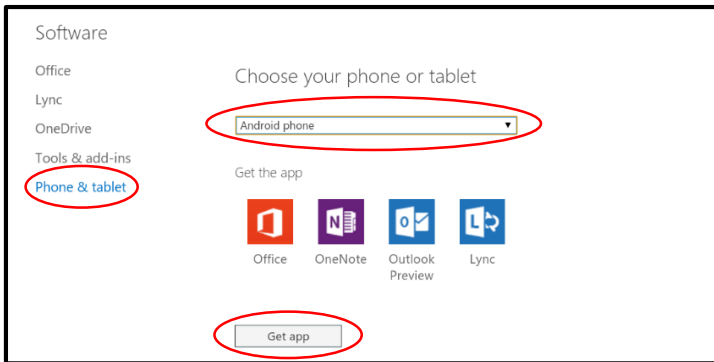 Software
Office
Lync
OneDrive
Tools & add-ins
Phone & tablet
Choose your phone or tablet
Android phone
Get the app
Office
OneNote
Outlook
Preview
Lync
Get app